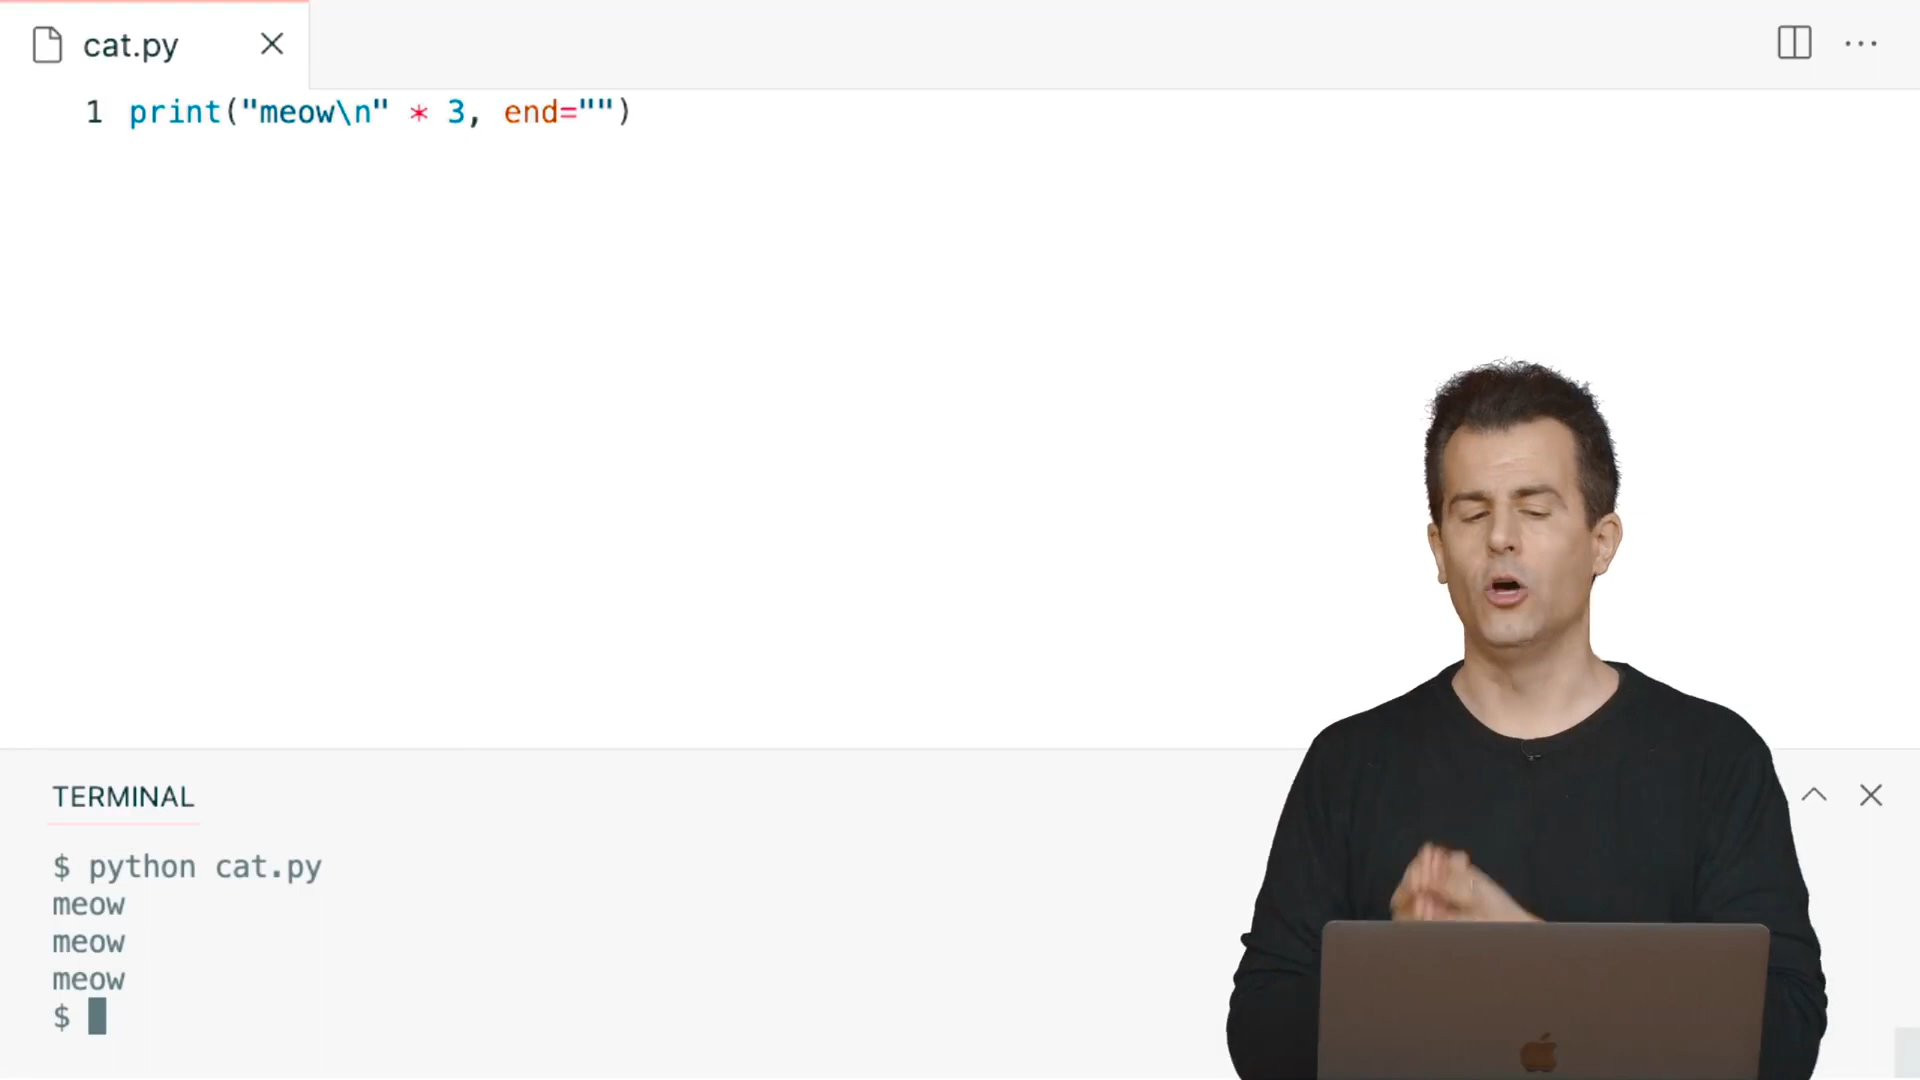 cat.py
1 print("meow\n" * 3, end="")
TERMINAL
$ python cat.py
meow
meow
meow
$